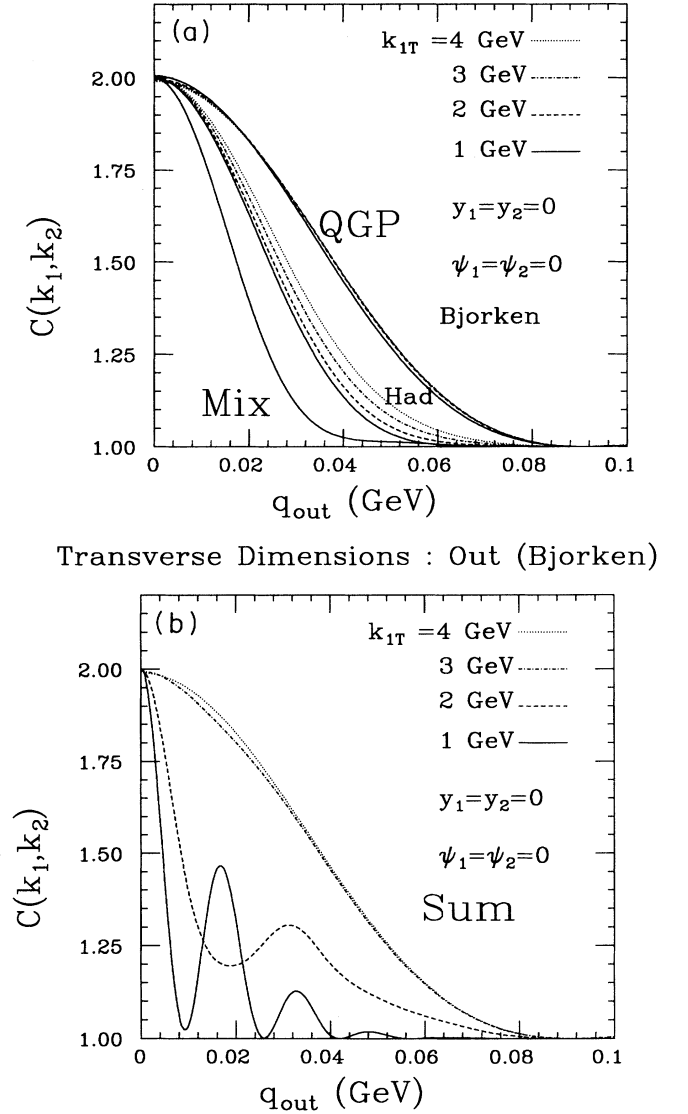 (a)
k1T =4 GeV
3 GeV
2 GeV
1 GeV
y1=y2=0
ψ1=ψ2=0
Bjorken
QGP
Had
Mix
C(k1,k2)
2.00
1.75
1.50
1.25
1.00
0 0.02 0.04 0.06 0.08 0.1
qout (GeV)
Transverse Dimensions : Out (Bjorken)
(b)
k1T =4 GeV
3 GeV
2 GeV
1 GeV
y1=y2=0
ψ1=ψ2=0
Sum
C(k1,k2)
2.00
1.75
1.50
1.25
1.00
0 0.02 0.04 0.06 0.08 0.1
qout (GeV)